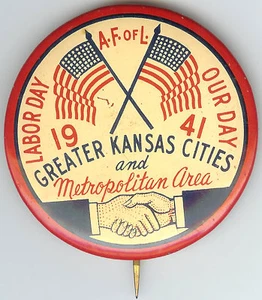 A.F. of L.
LABOR DAY
OUR DAY
19 41
GREATER KANSAS CITIES
and
Metropolitan Area